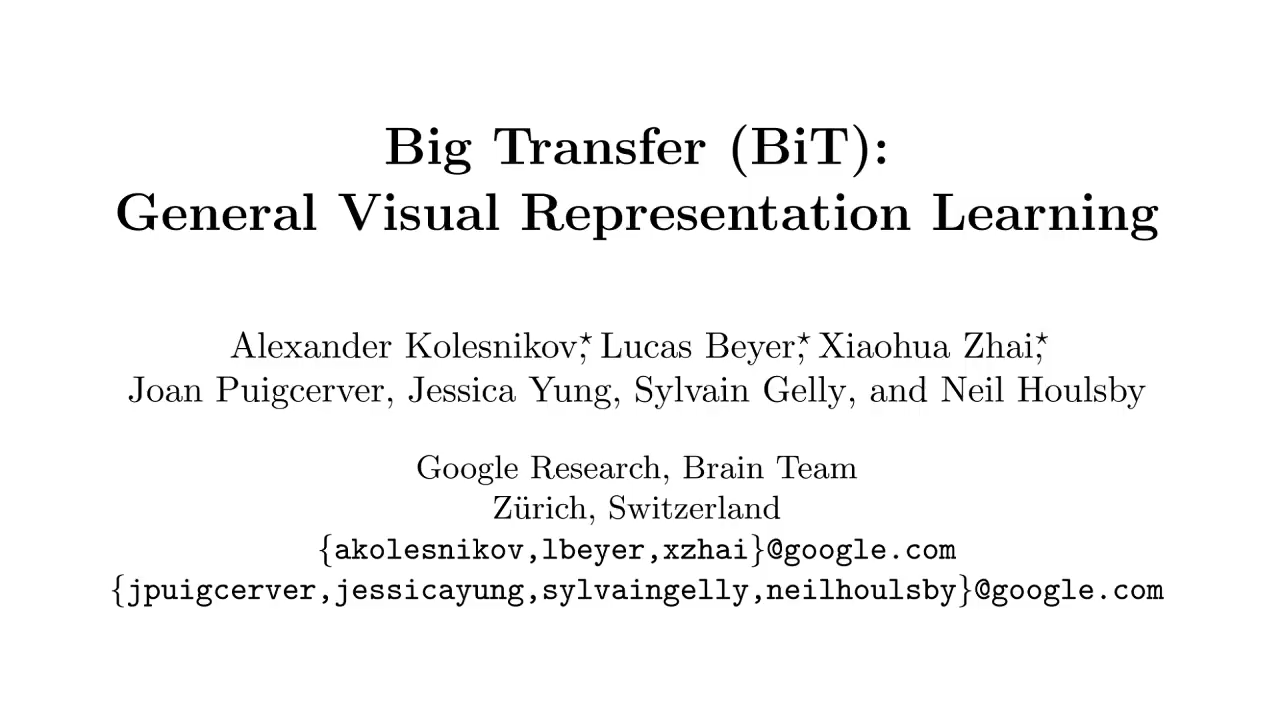 Big Transfer (BiT):
General Visual Representation Learning
Alexander Kolesnikov⋆, Lucas Beyer⋆, Xiaohua Zhai⋆,
Joan Puigcerver, Jessica Yung, Sylvain Gelly, and Neil Houlsby
Google Research, Brain Team
Zürich, Switzerland
{akolesnikov,lbeyer,xzhai}@google.com
{jpuigcerver,jessicayung,sylvaingelly,neilhoulsby}@google.com